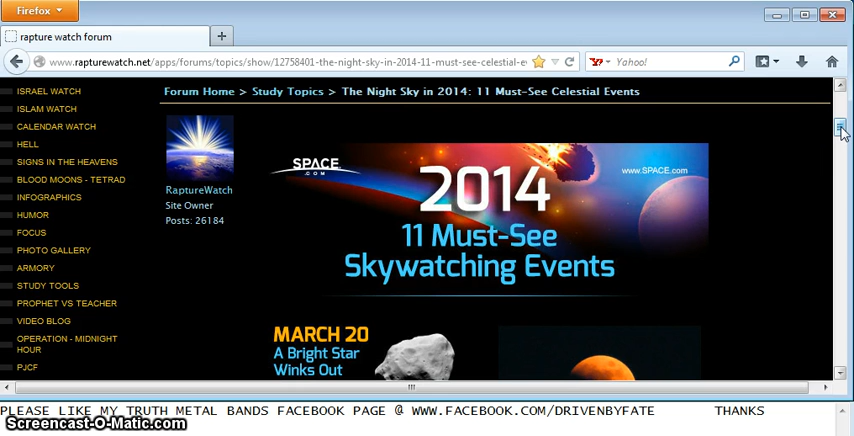 Firefox
rapture watch forum
www.rapturewatch.net/apps/forums/topics/show/12758401-the-night-sky-in-2014-11-must-see-celestial-e
Yahoo!
ISRAEL WATCH
ISLAM WATCH
CALENDAR WATCH
HELL
SIGNS IN THE HEAVENS
BLOOD MOONS - TETRAD
INFOGRAPHICS
HUMOR
FOCUS
PHOTO GALLERY
ARMORY
STUDY TOOLS
PROPHET VS TEACHER
VIDEO BLOG
OPERATION - MIDNIGHT
HOUR
PJCF
Forum Home > Study Topics > The Night Sky in 2014: 11 Must-See Celestial Events
RaptureWatch
Site Owner
Posts: 26184
SPACE
.COM
www.SPACE.com
2014
11 Must-See
Skywatching Events
MARCH 20
A Bright Star
Winks Out
PLEASE LIKE MY TRUTH METAL BANDS FACEBOOK PAGE @ WWW.FACEBOOK.COM/DRIVENBYFATE THANKS
Screencast-O-Matic.com